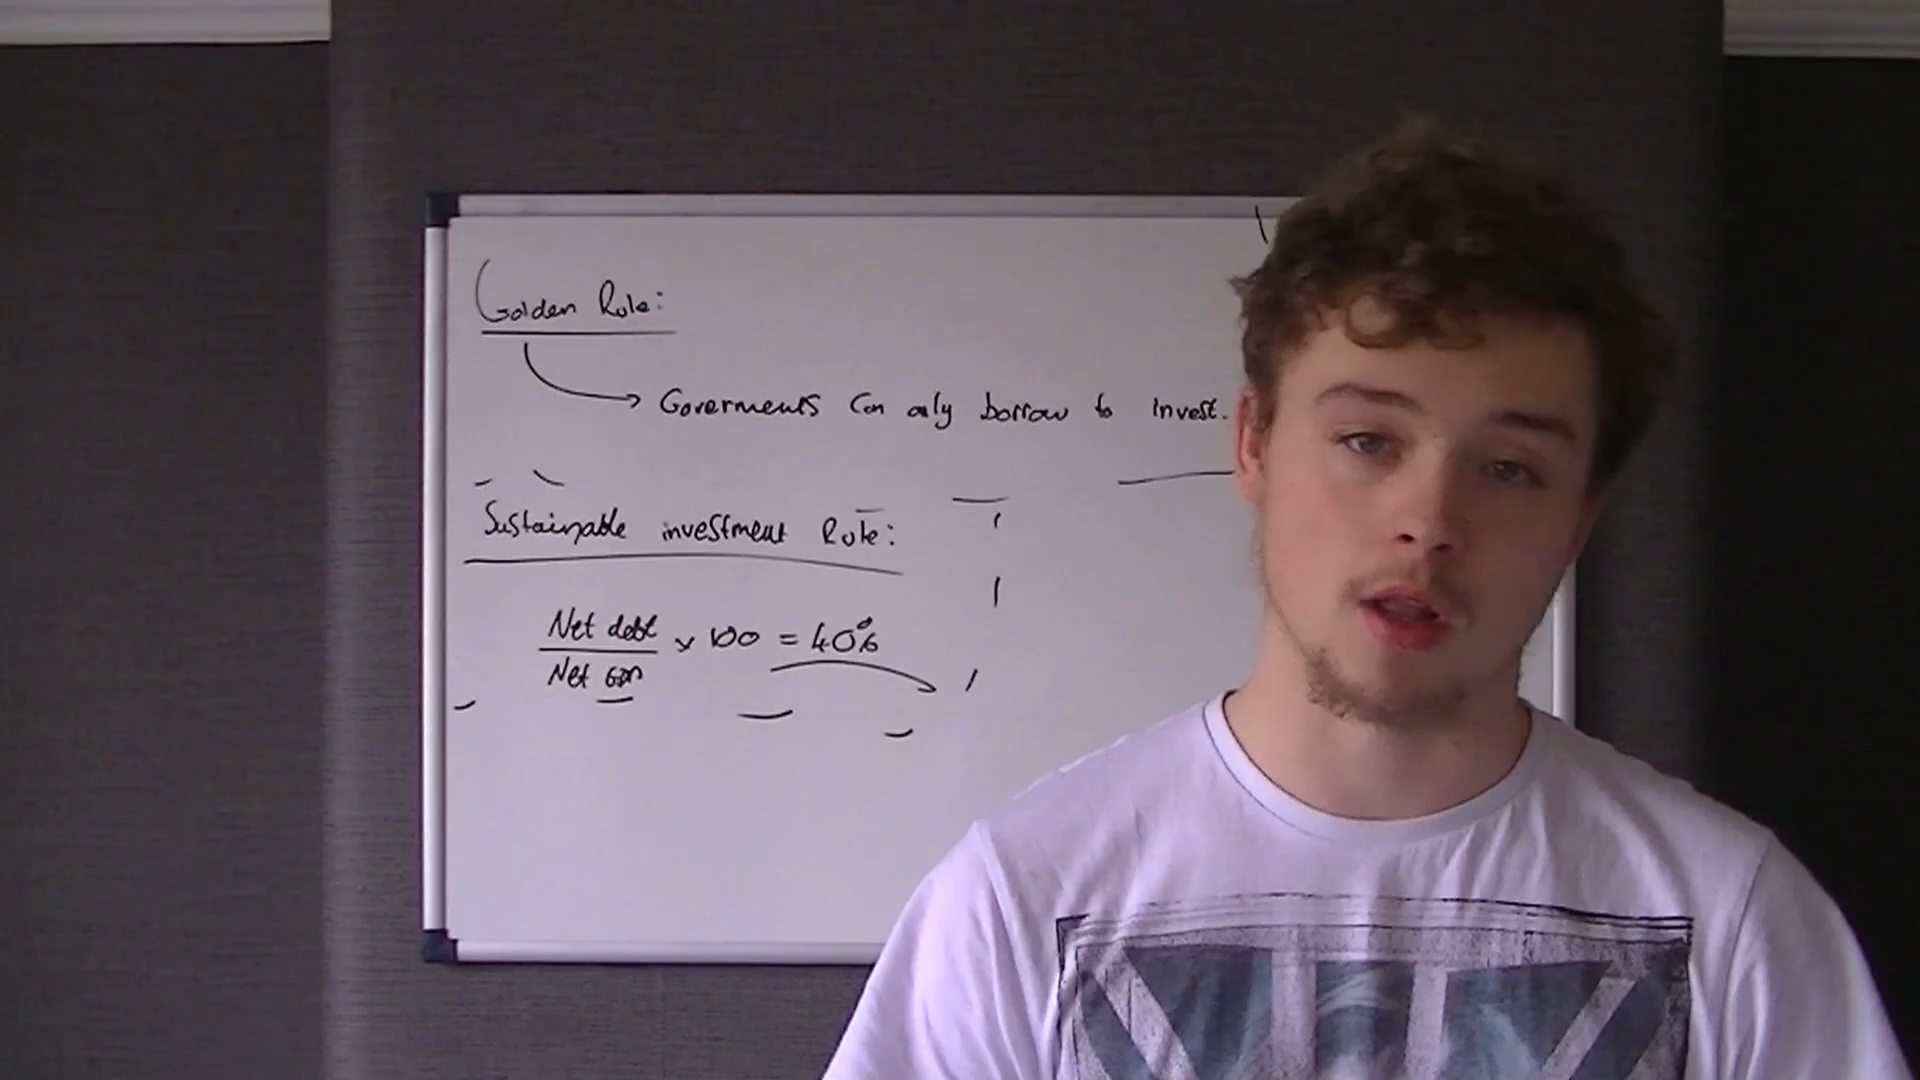 Golden Rule:
Goverments Can only borrow to invest.
Sustainable investment Rule:
Net debt
× 100 = 40%
Net GDP